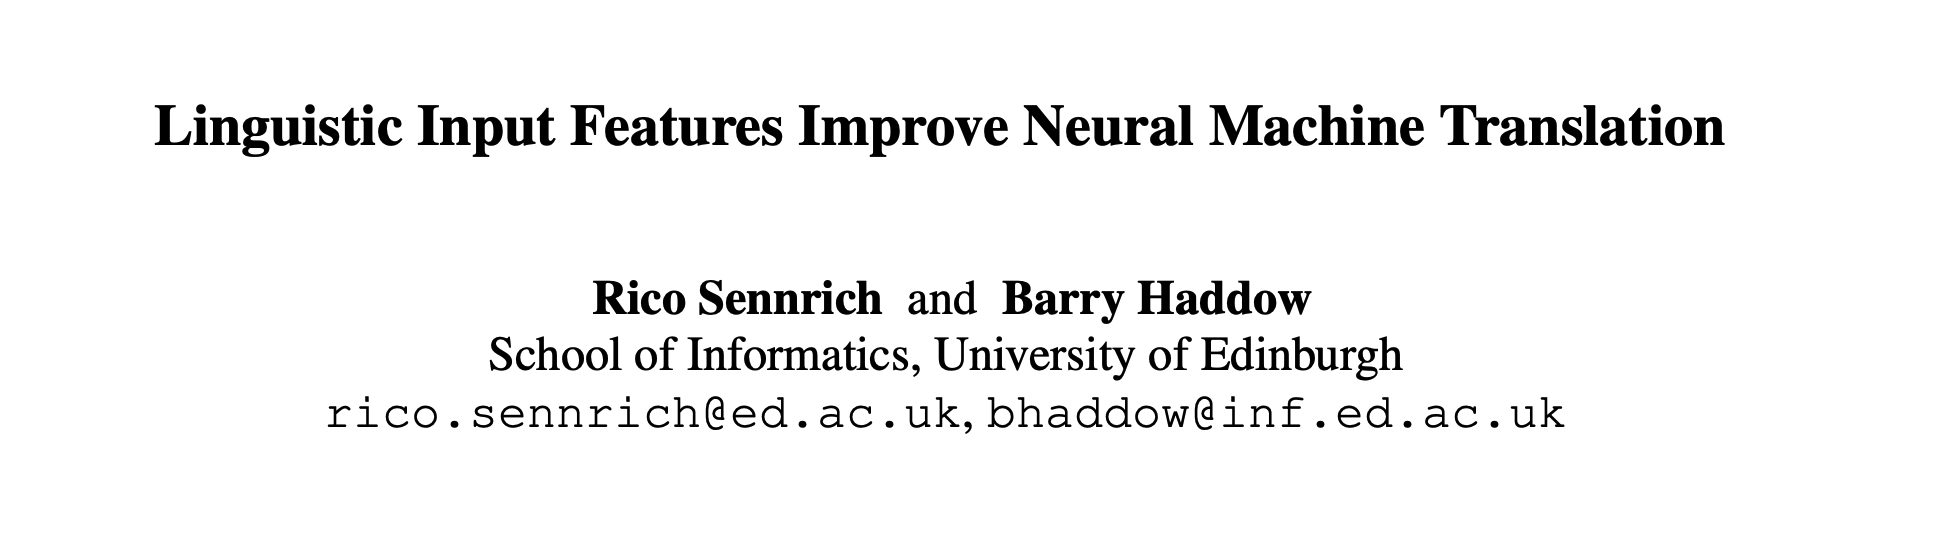 Linguistic Input Features Improve Neural Machine Translation
Rico Sennrich and Barry Haddow
School of Informatics, University of Edinburgh
rico.sennrich@ed.ac.uk, bhaddow@inf.ed.ac.uk